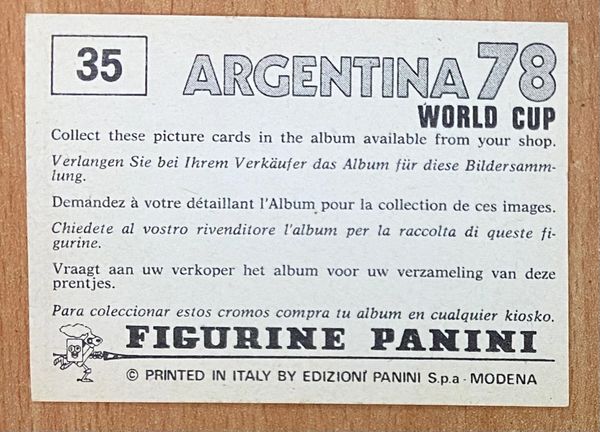 35
ARGENTINA 78
WORLD CUP
Collect these picture cards in the album available from your shop.
Verlangen Sie bei Ihrem Verkäufer das Album für diese Bildersamm-
lung.
Demandez à votre détaillant l'Album pour la collection de ces images.
Chiedete al vostro rivenditore l'album per la raccolta di queste fi-
gurine.
Vraagt aan uw verkoper het album voor uw verzameling van deze
prentjes.
Para coleccionar estos cromos compra tu album en cualquier kiosko.
FIGURINE PANINI
© PRINTED IN ITALY BY EDIZIONI PANINI S.p.a - MODENA